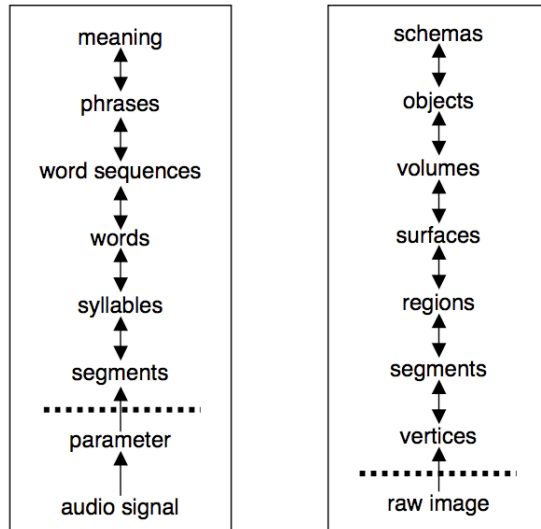 meaning
phrases
word sequences
words
syllables
segments
parameter
audio signal
schemas
objects
volumes
surfaces
regions
segments
vertices
raw image